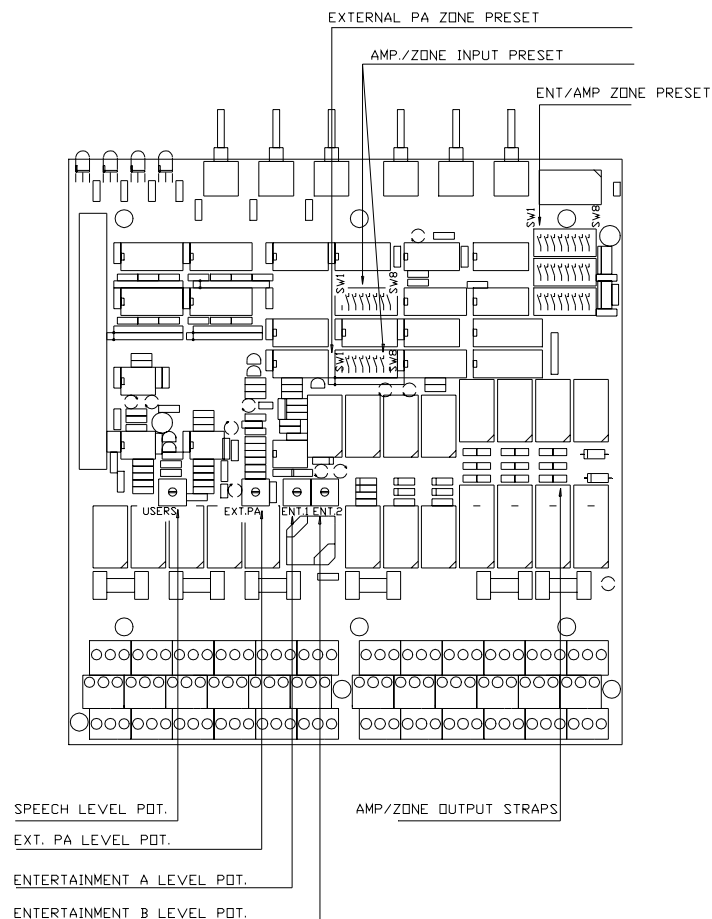 EXTERNAL PA ZONE PRESET
AMP./ZONE INPUT PRESET
ENT/AMP ZONE PRESET
SW1
SW8
SW1
SW8
SW1
SW8
USERS
EXT.PA
ENT.1
ENT.2
SPEECH LEVEL POT.
AMP/ZONE OUTPUT STRAPS
EXT. PA LEVEL POT.
ENTERTAINMENT A LEVEL POT.
ENTERTAINMENT B LEVEL POT.